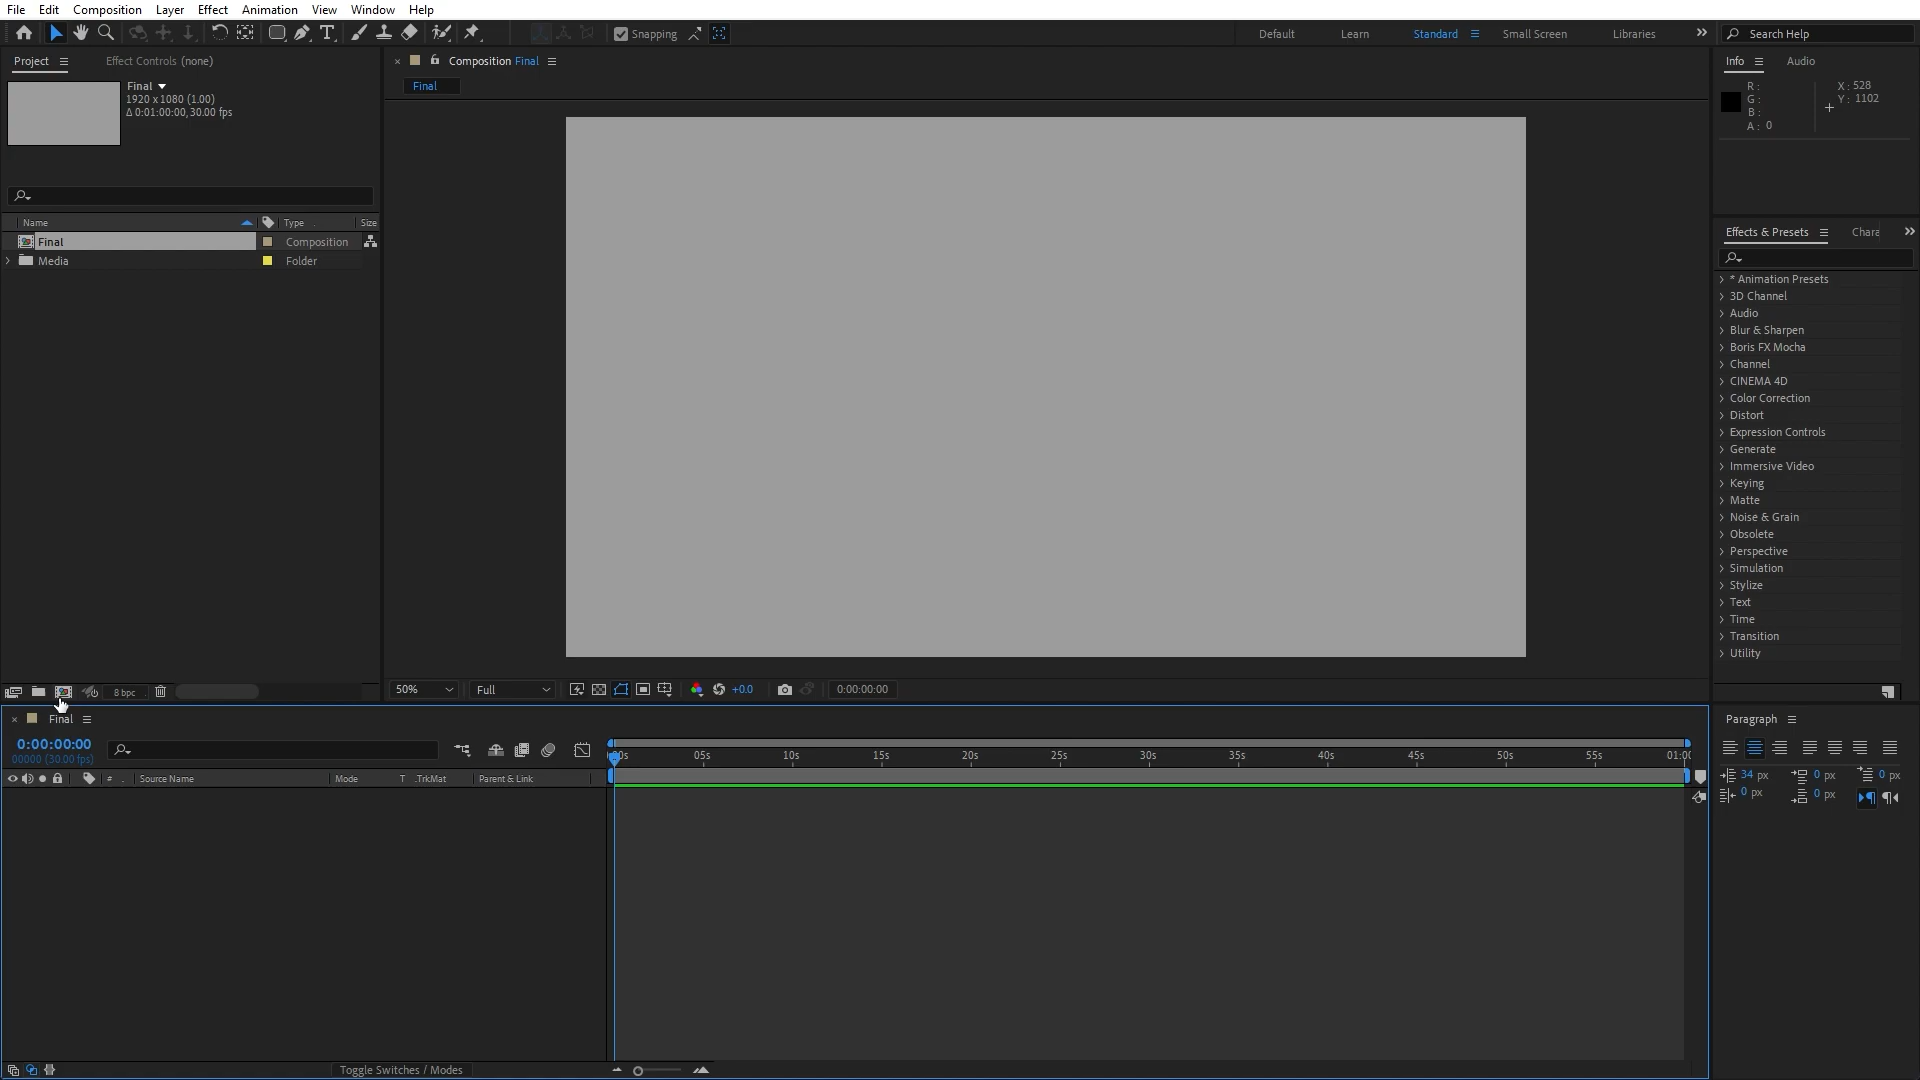 File Edit Composition Layer Effect Animation View Window Help
Snapping
Default Learn Standard Small Screen Libraries
Search Help
Project
Effect Controls (none)
Final
1920 x 1080 (1.00)
Δ 0:01:00:00, 30.00 fps
Name Type Size
Final Composition
Media Folder
8 bpc
Composition Final
Final
50% Full +0.0 0:00:00:00
Info Audio
R :
G :
B :
A : 0
X : 528
Y : 1102
Effects & Presets Chara
* Animation Presets
3D Channel
Audio
Blur & Sharpen
Boris FX Mocha
Channel
CINEMA 4D
Color Correction
Distort
Expression Controls
Generate
Immersive Video
Keying
Matte
Noise & Grain
Obsolete
Perspective
Simulation
Stylize
Text
Time
Transition
Utility
Final
0:00:00:00
00000 (30.00 fps)
# Source Name Mode T .TrkMat Parent & Link
:00s 05s 10s 15s 20s 25s 30s 35s 40s 45s 50s 55s 01:00
Toggle Switches / Modes
Paragraph
34 px 0 px 0 px
0 px 0 px